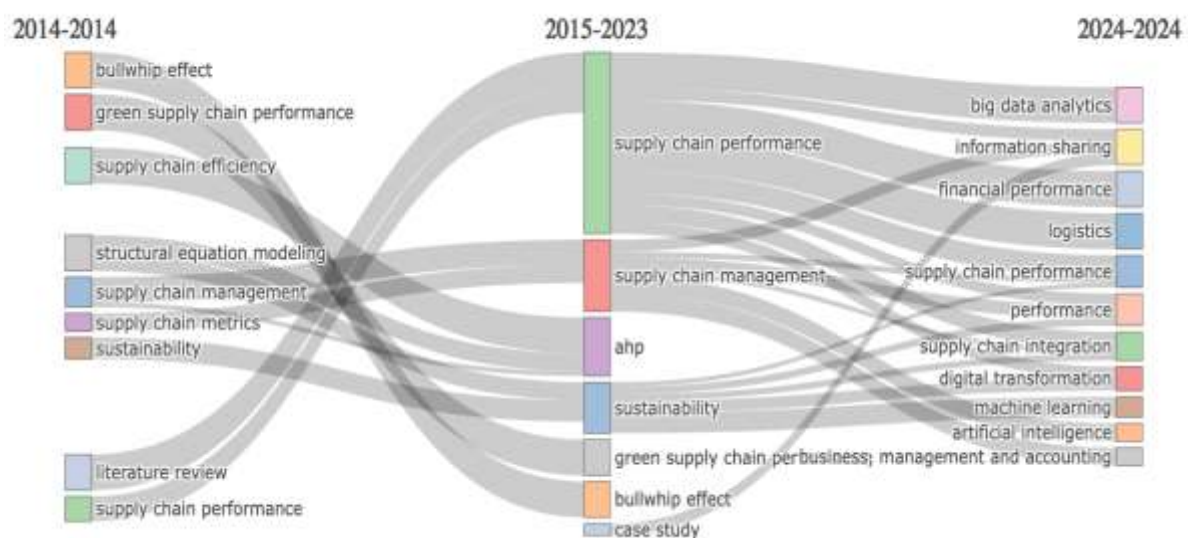 2014-2014
2015-2023
2024-2024
bullwhip effect
green supply chain performance
supply chain efficiency
structural equation modeling
supply chain management
supply chain metrics
sustainability
literature review
supply chain performance
supply chain performance
supply chain management
ahp
sustainability
green supply chain per
bullwhip effect
case study
big data analytics
information sharing
financial performance
logistics
supply chain performance
performance
supply chain integration
digital transformation
machine learning
artificial intelligence
business; management and accounting